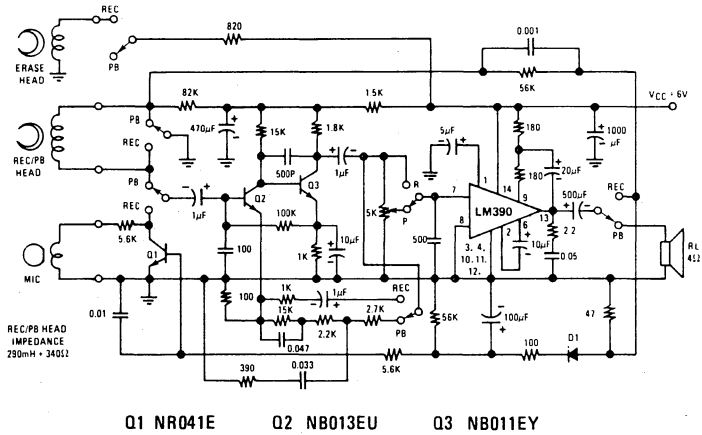 REC
820
0.001
ERASE
HEAD
PB
56K
82K
1.5K
VCC + 6V
PB
470µF
15K
1.8K
180
1000
µF
REC
5µF
REC/PB
HEAD
500P
1µF
180
20µF
PB
Q2
Q3
R
1
14
9
500µF
REC
1µF
5K
P
7
LM390
REC
100K
8
13
5.6K
10µF
500
2
6
2.2
PB
RL
4Ω
Q1
100
1K
3. 4.
10. 11.
12.
10µF
0.05
MIC
1K
1µF
REC
100
15K
2.7K
100µF
47
0.01
2.2K
PB
56K
REC/PB HEAD
IMPEDANCE
290mH + 340Ω
0.047
100
D1
5.6K
390
0.033
Q1 NR041E
Q2 NB013EU
Q3 NB011EY